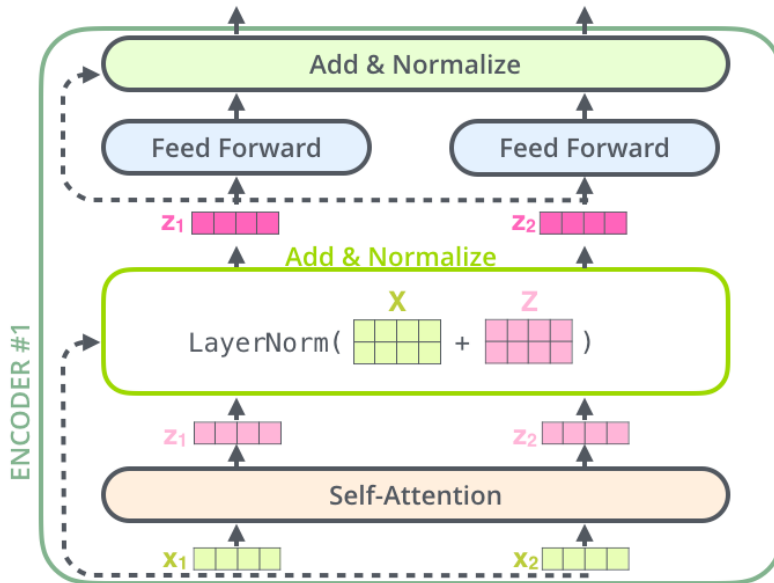 Add & Normalize
Feed Forward Feed Forward
z₁ z₂
Add & Normalize
X Z
LayerNorm( + )
z₁ z₂
Self-Attention
x₁ x₂
ENCODER #1